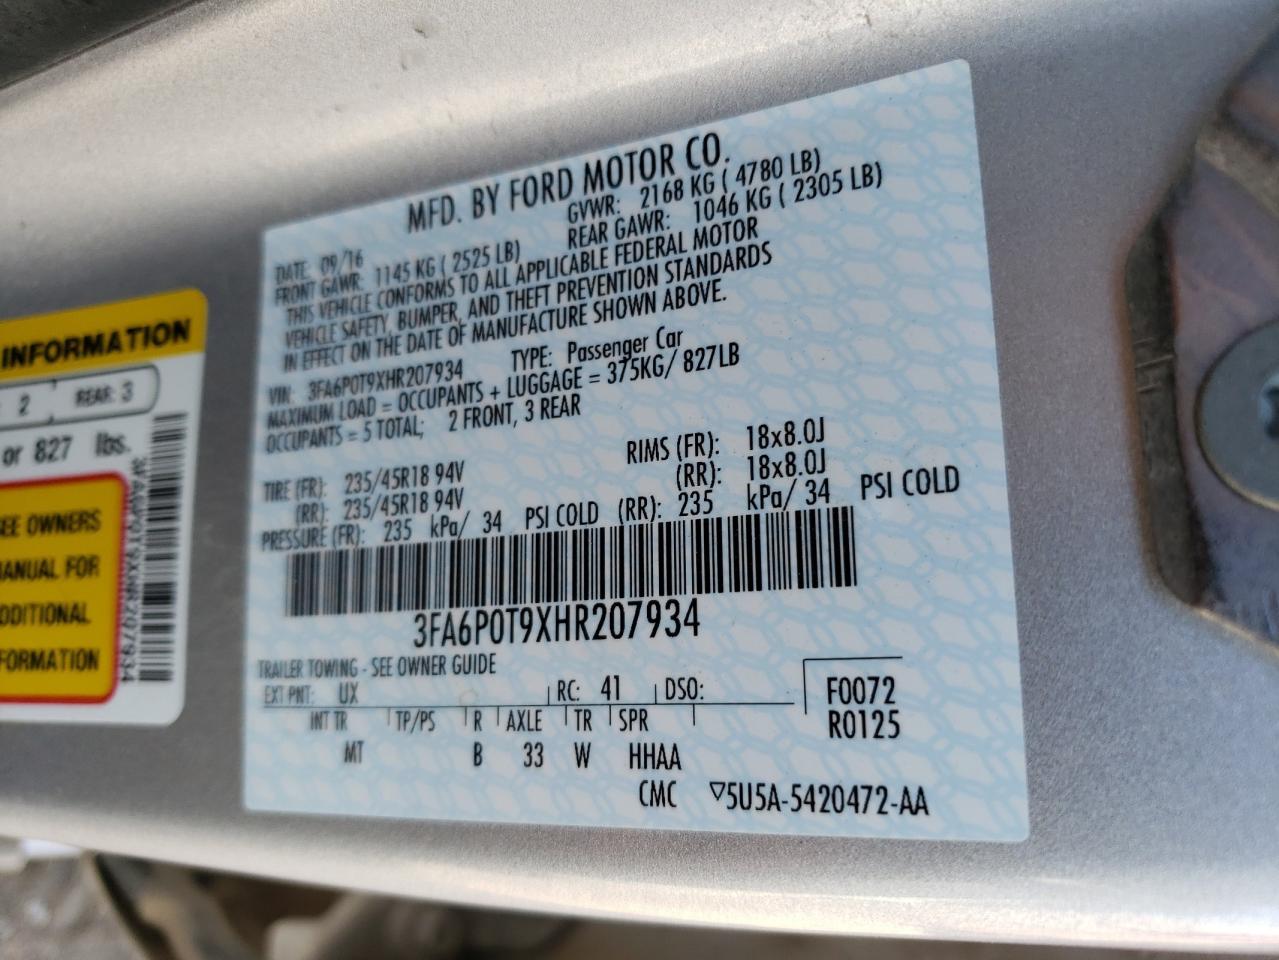 MFD. BY FORD MOTOR CO.
DATE: 09/16 GVWR: 2168 KG ( 4780 LB)
FRONT GAWR: 1145 KG ( 2525 LB) REAR GAWR: 1046 KG ( 2305 LB)
THIS VEHICLE CONFORMS TO ALL APPLICABLE FEDERAL MOTOR
VEHICLE SAFETY, BUMPER, AND THEFT PREVENTION STANDARDS
IN EFFECT ON THE DATE OF MANUFACTURE SHOWN ABOVE.
VIN: 3FA6P0T9XHR207934 TYPE: Passenger Car
MAXIMUM LOAD = OCCUPANTS + LUGGAGE = 375KG/ 827LB
OCCUPANTS = 5 TOTAL; 2 FRONT, 3 REAR
RIMS (FR): 18x8.0J
TIRE (FR): 235/45R18 94V (RR): 18x8.0J
(RR): 235/45R18 94V
PRESSURE (FR): 235 kPa/ 34 PSI COLD (RR): 235 kPa/ 34 PSI COLD
3FA6P0T9XHR207934
TRAILER TOWING - SEE OWNER GUIDE
EXT PNT: UX RC: 41 DSO: F0072
INT TR TP/PS R AXLE TR SPR R0125
MT B 33 W HHAA
CMC ▽5U5A-5420472-AA
INFORMATION
2 REAR: 3
or 827 lbs.
SEE OWNERS
MANUAL FOR
ADDITIONAL
INFORMATION
3FA6P0T9XHR207934